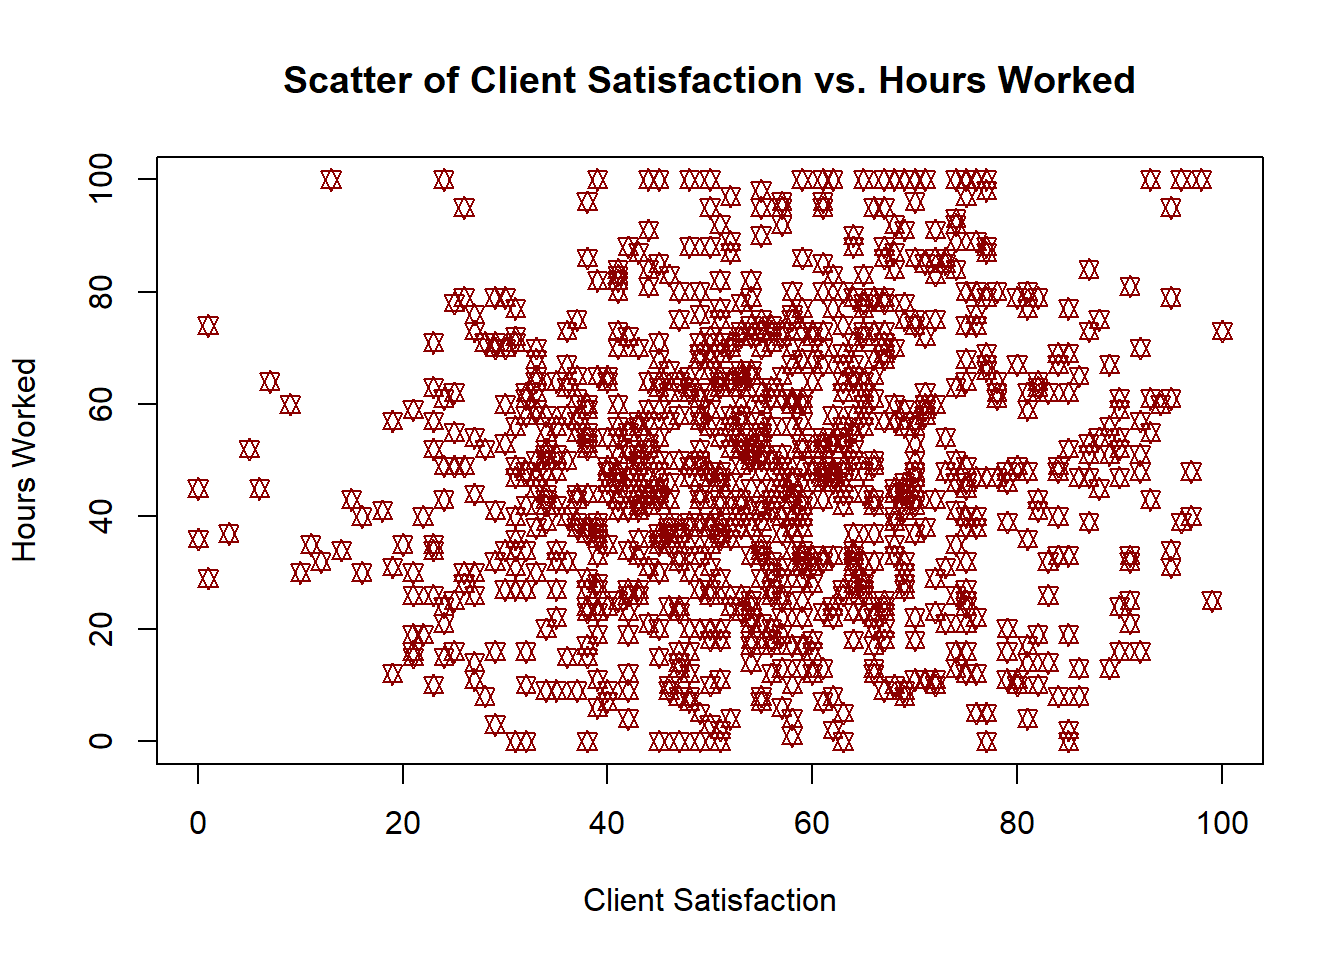 Scatter of Client Satisfaction vs. Hours Worked
Hours Worked
100
80
60
40
20
0
0 20 40 60 80 100
Client Satisfaction